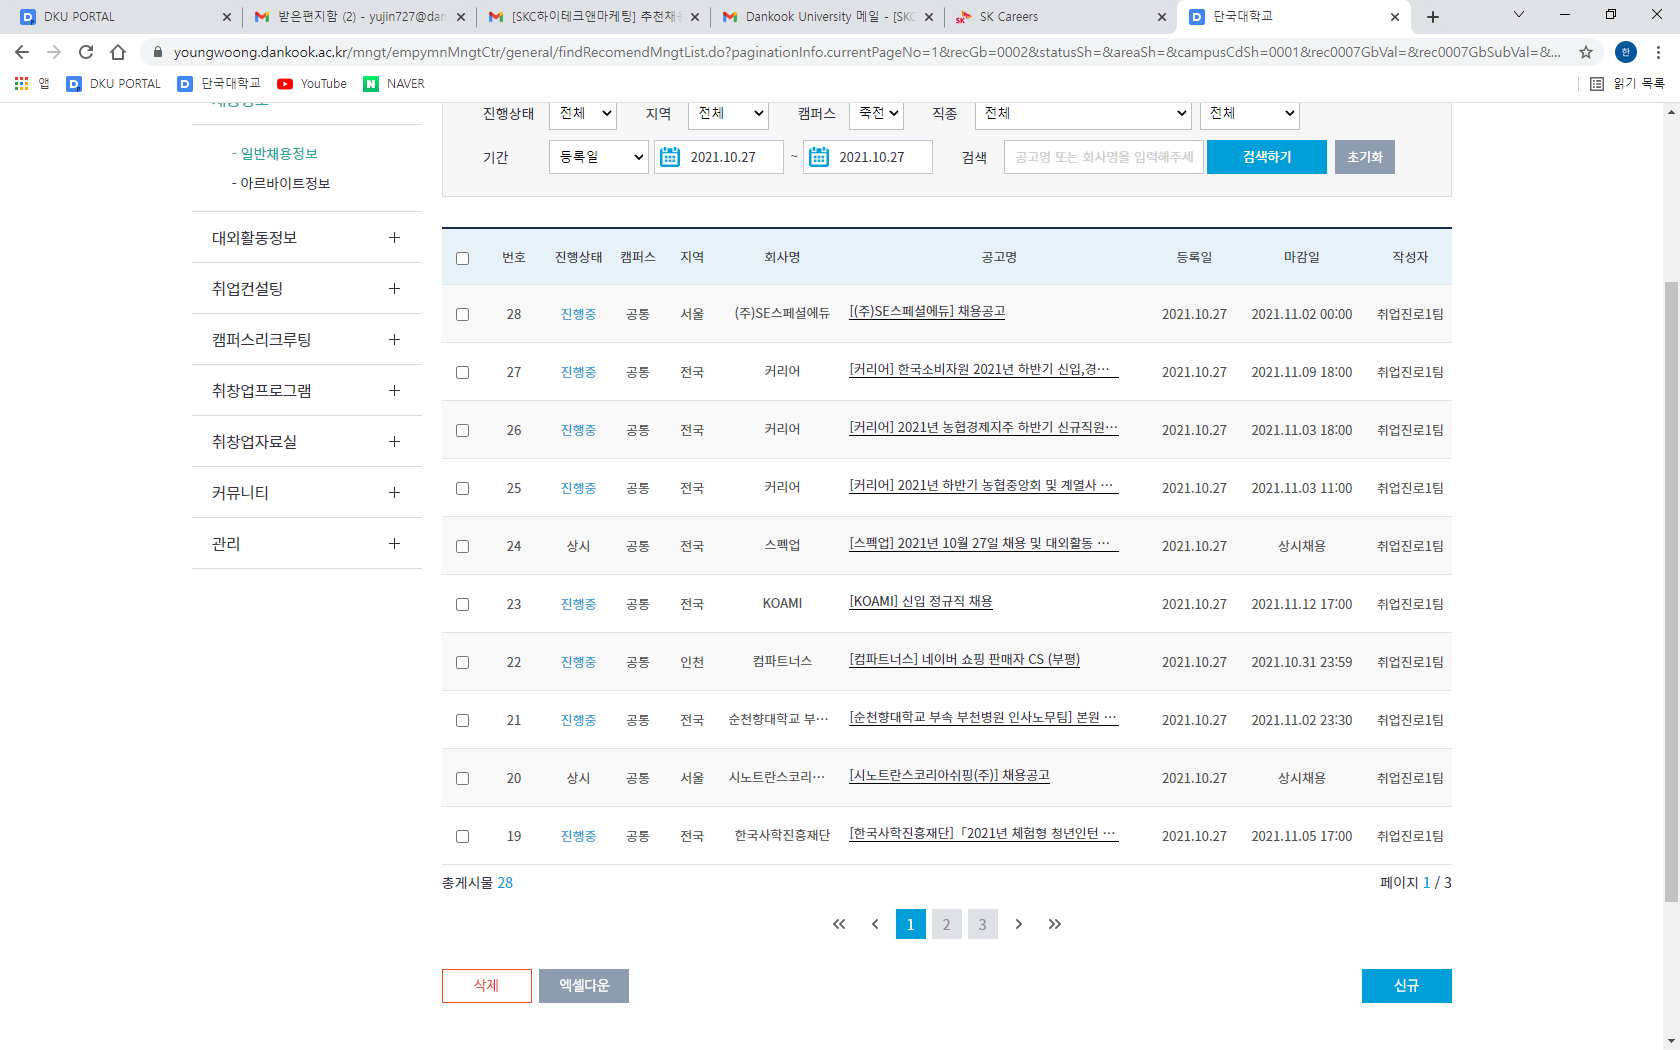 DKU PORTAL
받은편지함 (2) - yujin727@dan
[SKC하이테크앤마케팅] 추천채용
Dankook University 메일 - [SKC
SK Careers
단국대학교
youngwoong.dankook.ac.kr/mngt/empymnMngtCtr/general/findRecomendMngtList.do?paginationInfo.currentPageNo=1&recGb=0002&statusSh=&areaSh=&campusCdSh=0001&rec0007GbVal=&rec0007GbSubVal=&...
한
앱 DKU PORTAL 단국대학교 YouTube NAVER 읽기 목록
채용정보
- 일반채용정보
- 아르바이트정보
대외활동정보 +
취업컨설팅 +
캠퍼스리크루팅 +
취창업프로그램 +
취창업자료실 +
커뮤니티 +
관리 +
진행상태 전체 지역 전체 캠퍼스 죽전 직종 전체 전체
기간 등록일 2021.10.27 ~ 2021.10.27 검색 공고명 또는 회사명을 입력해주세 검색하기 초기화
번호 진행상태 캠퍼스 지역 회사명 공고명 등록일 마감일 작성자
28 진행중 공통 서울 (주)SE스페셜에듀 [(주)SE스페셜에듀] 채용공고 2021.10.27 2021.11.02 00:00 취업진로1팀
27 진행중 공통 전국 커리어 [커리어] 한국소비자원 2021년 하반기 신입,경… 2021.10.27 2021.11.09 18:00 취업진로1팀
26 진행중 공통 전국 커리어 [커리어] 2021년 농협경제지주 하반기 신규직원… 2021.10.27 2021.11.03 18:00 취업진로1팀
25 진행중 공통 전국 커리어 [커리어] 2021년 하반기 농협중앙회 및 계열사 … 2021.10.27 2021.11.03 11:00 취업진로1팀
24 상시 공통 전국 스펙업 [스펙업] 2021년 10월 27일 채용 및 대외활동 … 2021.10.27 상시채용 취업진로1팀
23 진행중 공통 전국 KOAMI [KOAMI] 신입 정규직 채용 2021.10.27 2021.11.12 17:00 취업진로1팀
22 진행중 공통 인천 컴파트너스 [컴파트너스] 네이버 쇼핑 판매자 CS (부평) 2021.10.27 2021.10.31 23:59 취업진로1팀
21 진행중 공통 전국 순천향대학교 부… [순천향대학교 부속 부천병원 인사노무팀] 본원 … 2021.10.27 2021.11.02 23:30 취업진로1팀
20 상시 공통 서울 시노트란스코리… [시노트란스코리아쉬핑(주)] 채용공고 2021.10.27 상시채용 취업진로1팀
19 진행중 공통 전국 한국사학진흥재단 [한국사학진흥재단]「2021년 체험형 청년인턴 … 2021.10.27 2021.11.05 17:00 취업진로1팀
총게시물 28 페이지 1 / 3
« ‹ 1 2 3 › »
삭제 엑셀다운 신규